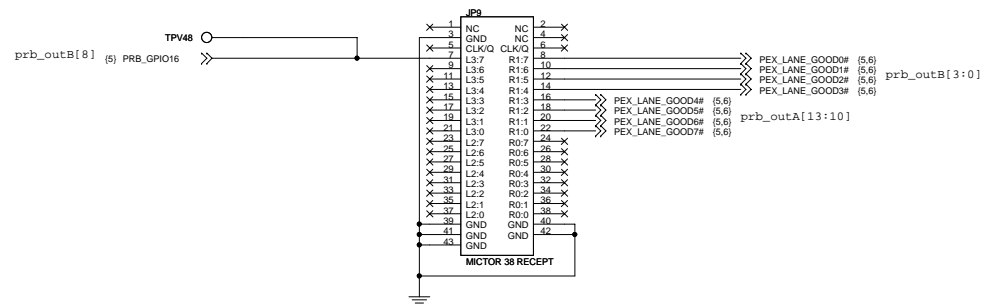 JP9
1 NC NC 2
3 GND NC 4
TPV48
5 CLK/Q CLK/Q 6
prb_outB[8] {5} PRB_GPIO16 7 L3:7 R1:7 8 PEX_LANE_GOOD0# {5,6}
9 L3:6 R1:6 10 PEX_LANE_GOOD1# {5,6}
prb_outB[3:0]
11 L3:5 R1:5 12 PEX_LANE_GOOD2# {5,6}
13 L3:4 R1:4 14 PEX_LANE_GOOD3# {5,6}
15 L3:3 R1:3 16 PEX_LANE_GOOD4# {5,6}
17 L3:2 R1:2 18 PEX_LANE_GOOD5# {5,6}
prb_outA[13:10]
19 L3:1 R1:1 20 PEX_LANE_GOOD6# {5,6}
21 L3:0 R1:0 22 PEX_LANE_GOOD7# {5,6}
23 L2:7 R0:7 24
25 L2:6 R0:6 26
27 L2:5 R0:5 28
29 L2:4 R0:4 30
31 L2:3 R0:3 32
33 L2:2 R0:2 34
35 L2:1 R0:1 36
37 L2:0 R0:0 38
39 GND GND 40
41 GND GND 42
43 GND
MICTOR 38 RECEPT